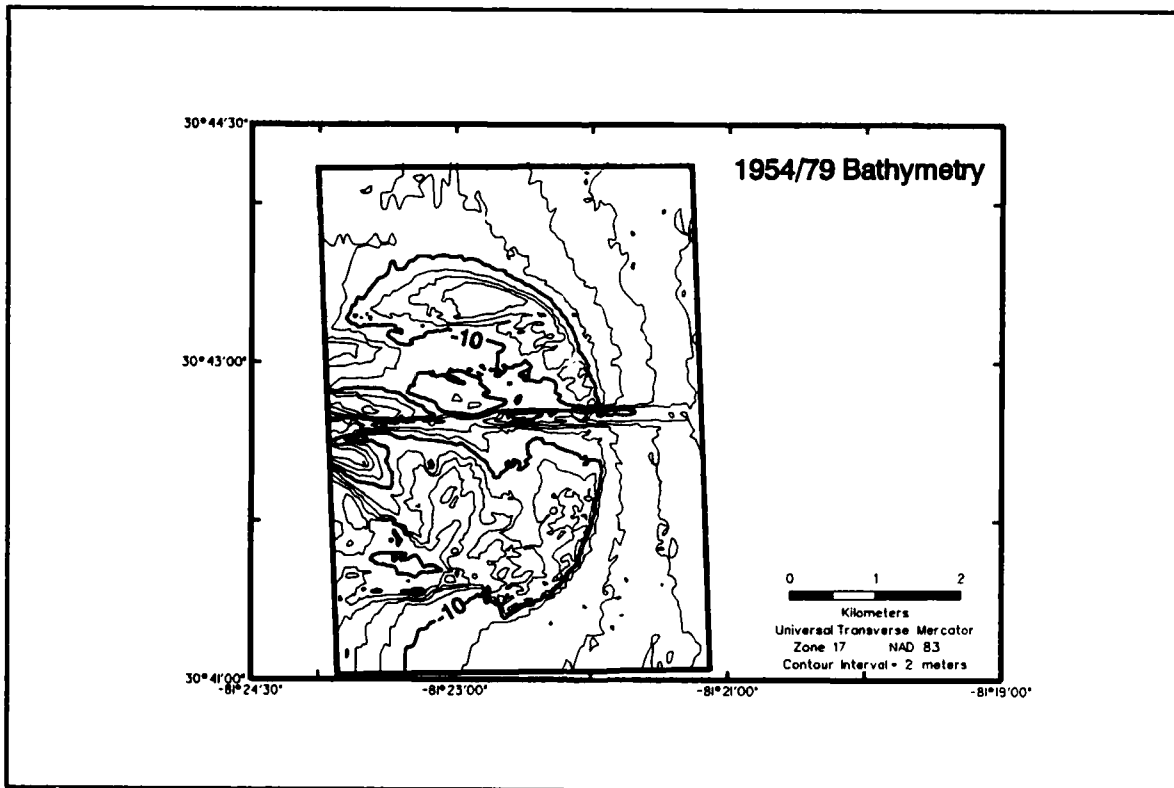 30°44'30"
1954/79 Bathymetry
-10
30°43'00"
-10
0 1 2
Kilometers
Universal Transverse Mercator
Zone 17 NAD 83
Contour Interval = 2 meters
30°41'00"
-81°24'30" -81°23'00" -81°21'00" -81°19'00"